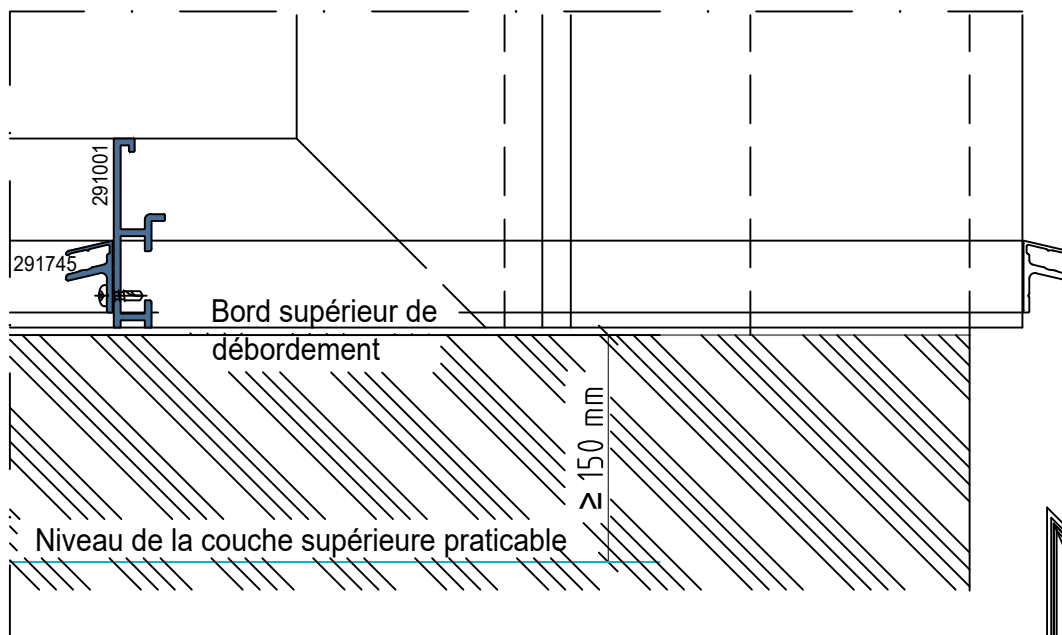 291001
291745
Bord supérieur de
débordement
≥ 150 mm
Niveau de la couche supérieure praticable